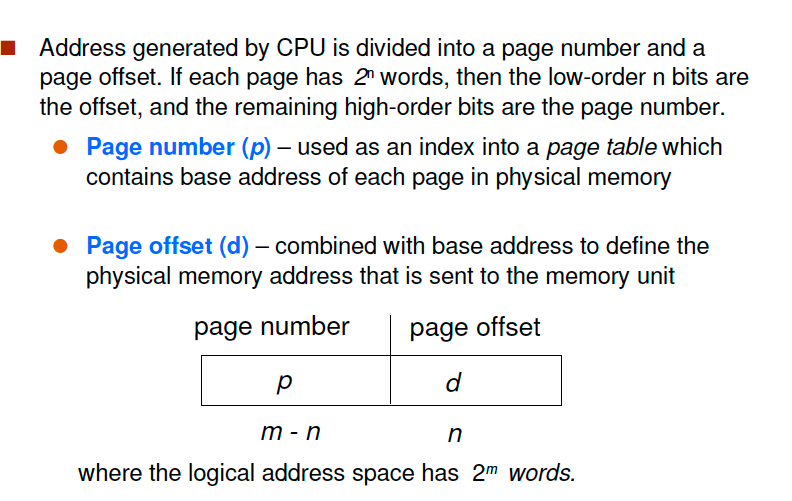 Address generated by CPU is divided into a page number and a
page offset. If each page has 2ⁿ words, then the low-order n bits are
the offset, and the remaining high-order bits are the page number.
Page number (p) – used as an index into a page table which
contains base address of each page in physical memory
Page offset (d) – combined with base address to define the
physical memory address that is sent to the memory unit
page number page offset
p d
m - n n
where the logical address space has 2ᵐ words.